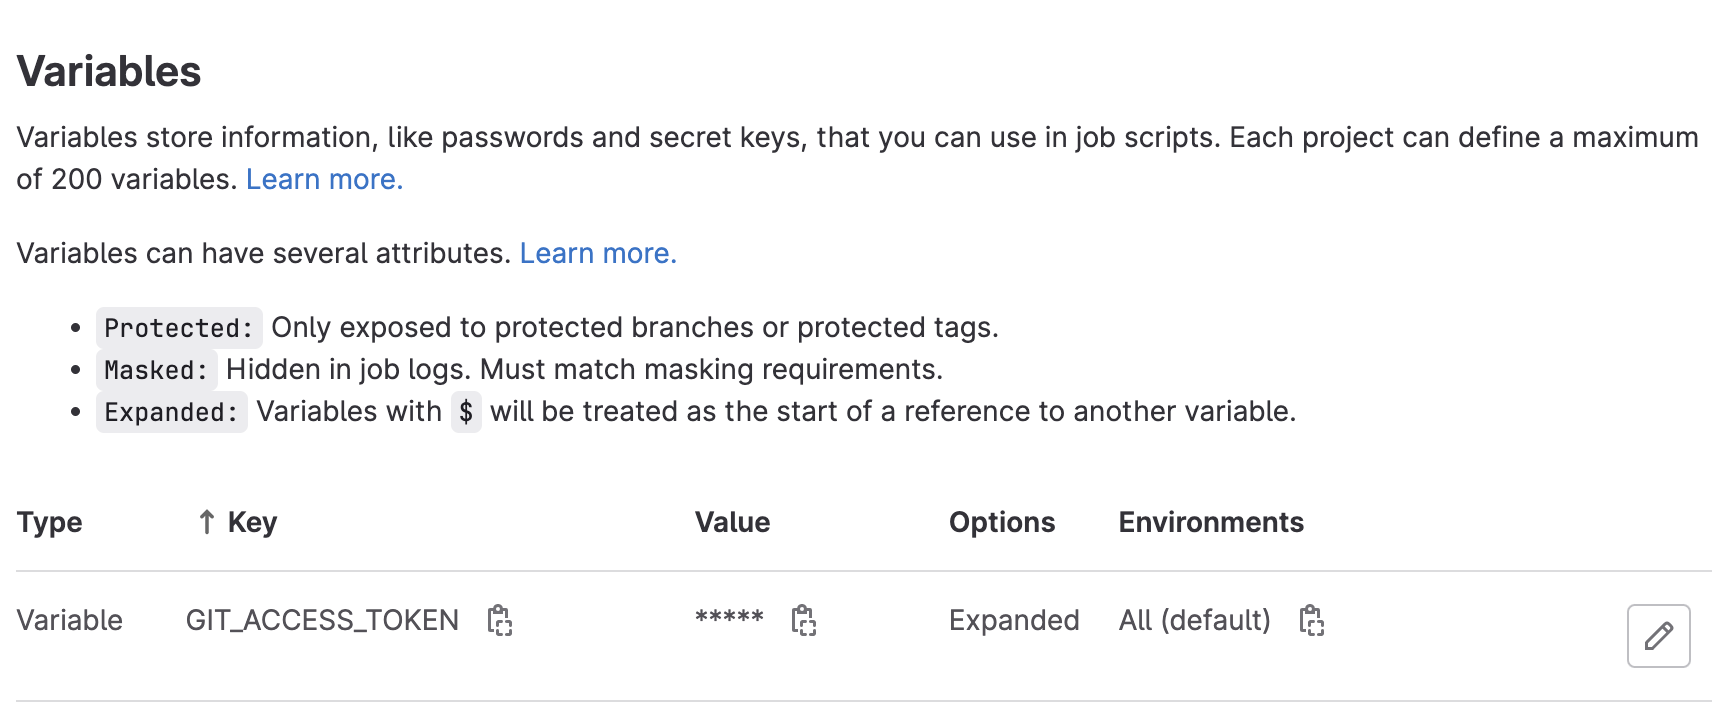 Variables
Variables store information, like passwords and secret keys, that you can use in job scripts. Each project can define a maximum
of 200 variables. Learn more.
Variables can have several attributes. Learn more.
• Protected: Only exposed to protected branches or protected tags.
• Masked: Hidden in job logs. Must match masking requirements.
• Expanded: Variables with $ will be treated as the start of a reference to another variable.
Type ↑ Key Value Options Environments
Variable GIT_ACCESS_TOKEN ***** Expanded All (default)